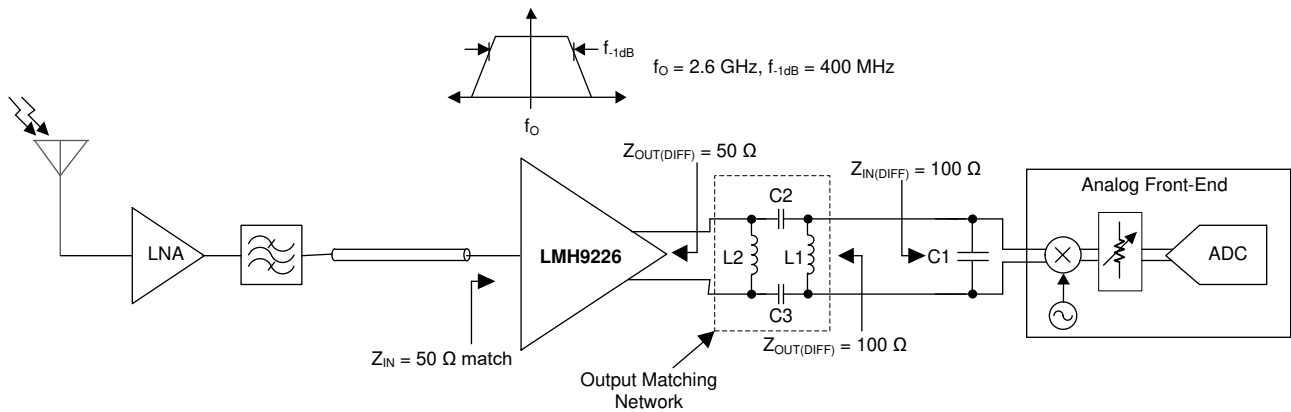 f-1dB
fO = 2.6 GHz, f-1dB = 400 MHz
fO
ZOUT(DIFF) = 50 Ω
ZIN(DIFF) = 100 Ω
Analog Front-End
C2
LNA
LMH9226
L2
L1
C1
ADC
C3
ZIN = 50 Ω match
ZOUT(DIFF) = 100 Ω
Output Matching
Network